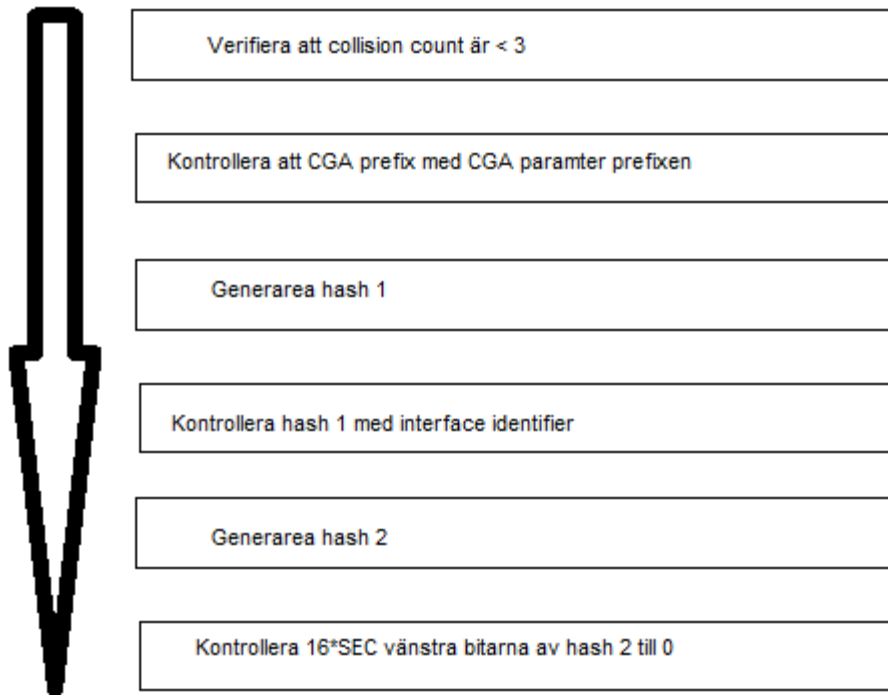 Verifiera att collision count är < 3
Kontrollera att CGA prefix med CGA paramter prefixen
Generarea hash 1
Kontrollera hash 1 med interface identifier
Generarea hash 2
Kontrollera 16*SEC vänstra bitarna av hash 2 till 0